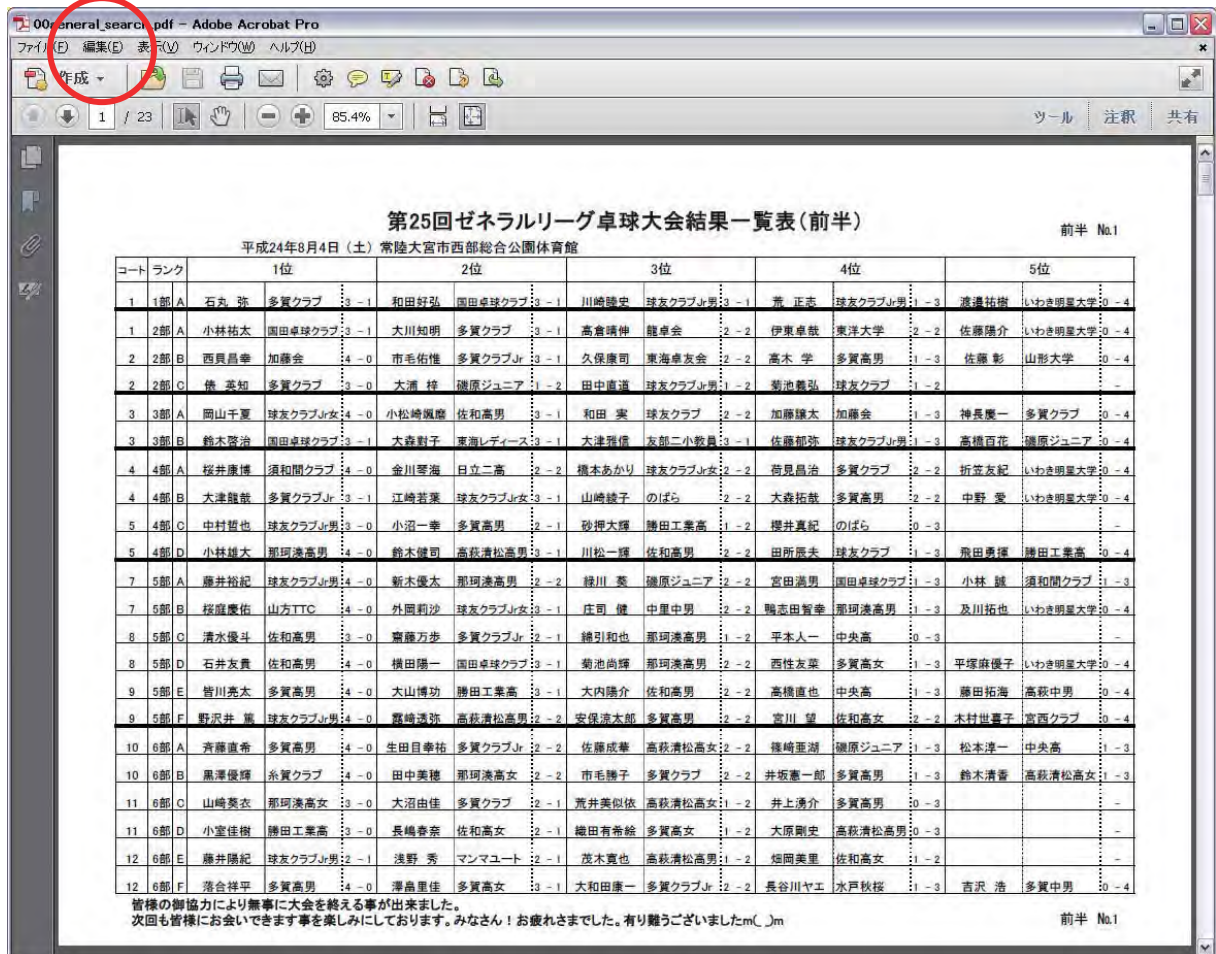 00general_search.pdf - Adobe Acrobat Pro
ファイル(F) 編集(E) 表示(V) ウィンドウ(W) ヘルプ(H)
作成
1 / 23 85.4% ツール 注釈 共有
第25回ゼネラルリーグ卓球大会結果一覧表(前半) 前半 №1
平成24年8月4日 (土) 常陸大宮市西部総合公園体育館
コート ランク 1位 2位 3位 4位 5位
1 1部 A 石丸 弥 多賀クラブ 3 - 1 和田好弘 国田卓球クラブ 3 - 1 川崎睦史 球友クラブJr男 3 - 1 荒 正志 球友クラブJr男 1 - 3 渡邉祐樹 いわき明星大学 0 - 4
1 2部 A 小林祐太 国田卓球クラブ 3 - 1 大川知明 多賀クラブ 3 - 1 高倉晴伸 龍卓会 2 - 2 伊東卓哉 東洋大学 2 - 2 佐藤陽介 いわき明星大学 0 - 4
2 2部 B 西貝昌幸 加藤会 4 - 0 市毛佑惟 多賀クラブJr 3 - 1 久保康司 東海卓友会 2 - 2 高木 学 多賀高男 1 - 3 佐藤 彰 山形大学 0 - 4
2 2部 C 俵 英知 多賀クラブ 3 - 0 大浦 梓 磯原ジュニア 1 - 2 田中直道 球友クラブJr男 1 - 2 菊池義弘 球友クラブ 1 - 2 -
3 3部 A 岡山千夏 球友クラブJr女 4 - 0 小松崎颯磨 佐和高男 3 - 1 和田 実 球友クラブ 2 - 2 加藤譲太 加藤会 1 - 3 神長慶一 多賀クラブ 0 - 4
3 3部 B 鈴木啓治 国田卓球クラブ 3 - 1 大森對子 東海レディース 3 - 1 大津雅信 友部二小教員 3 - 1 佐藤郁弥 球友クラブJr男 1 - 3 高橋百花 磯原ジュニア 0 - 4
4 4部 A 桜井康博 須和間クラブ 4 - 0 金川琴海 日立二高 2 - 2 橋本あかり 球友クラブJr女 2 - 2 荷見昌治 多賀クラブ 2 - 2 折笠友紀 いわき明星大学 0 - 4
4 4部 B 大津龍哉 多賀クラブJr 3 - 1 江崎若菜 球友クラブJr女 3 - 1 山崎綾子 のばら 2 - 2 大森拓哉 多賀高男 2 - 2 中野 愛 いわき明星大学 0 - 4
5 4部 C 中村哲也 球友クラブJr男 3 - 0 小沼一幸 多賀高男 2 - 1 砂押大輝 勝田工業高 1 - 2 櫻井真紀 のばら 0 - 3 -
5 4部 D 小林雄大 那珂湊高男 4 - 0 鈴木健司 高萩清松高男 3 - 1 川松一輝 佐和高男 2 - 2 田所辰夫 球友クラブ 1 - 3 飛田勇揮 勝田工業高 0 - 4
7 5部 A 藤井裕紀 球友クラブJr男 4 - 0 新木優太 那珂湊高男 2 - 2 緑川 葵 磯原ジュニア 2 - 2 宮田満男 国田卓球クラブ 1 - 3 小林 誠 須和間クラブ 1 - 3
7 5部 B 桜庭慶佑 山方TTC 4 - 0 外岡莉沙 球友クラブJr女 3 - 1 庄司 健 中里中男 2 - 2 鴨志田智幸 那珂湊高男 1 - 3 及川拓也 いわき明星大学 0 - 4
8 5部 C 清水優斗 佐和高男 3 - 0 齋藤万歩 多賀クラブJr 2 - 1 綿引和也 那珂湊高男 1 - 2 平本人一 中央高 0 - 3 -
8 5部 D 石井友貴 佐和高男 4 - 0 横田陽一 国田卓球クラブ 3 - 1 菊池尚輝 那珂湊高男 2 - 2 西性友菜 多賀高女 1 - 3 平塚麻優子 いわき明星大学 0 - 4
9 5部 E 皆川亮太 多賀高男 4 - 0 大山博功 勝田工業高 3 - 1 大内陽介 佐和高男 2 - 2 高橋直也 中央高 1 - 3 藤田拓海 高萩中男 0 - 4
9 5部 F 野沢井 篤 球友クラブJr男 4 - 0 露崎透弥 高萩清松高男 2 - 2 安保涼太郎 多賀高男 2 - 2 宮川 望 佐和高女 2 - 2 木村世喜子 宮西クラブ 0 - 4
10 6部 A 斉藤直希 多賀高男 4 - 0 生田目幸祐 多賀クラブJr 2 - 2 佐藤成華 高萩清松高女 2 - 2 篠崎亜湖 磯原ジュニア 1 - 3 松本淳一 中央高 1 - 3
10 6部 B 黒澤優輝 糸賀クラブ 4 - 0 田中美穂 那珂湊高女 2 - 2 市毛勝子 多賀クラブ 2 - 2 井坂憲一郎 多賀高男 1 - 3 鈴木清香 高萩清松高女 1 - 3
11 6部 C 山崎葵衣 那珂湊高女 3 - 0 大沼由佳 多賀クラブ 2 - 1 荒井美似依 高萩清松高女 1 - 2 井上湧介 多賀高男 0 - 3 -
11 6部 D 小室佳樹 勝田工業高 3 - 0 長嶋春奈 佐和高女 2 - 1 織田有希絵 多賀高女 1 - 2 大原剛史 高萩清松高男 0 - 3 -
12 6部 E 藤井陽紀 球友クラブJr男 2 - 1 浅野 秀 マンマユート 2 - 1 茂木寛也 高萩清松高男 1 - 2 畑岡美里 佐和高女 1 - 2 -
12 6部 F 落合祥平 多賀高男 4 - 0 澤畠里佳 多賀高女 3 - 1 大和田康一 多賀クラブJr 2 - 2 長谷川ヤエ 水戸秋桜 1 - 3 吉沢 浩 多賀中男 0 - 4
皆様の御協力により無事に大会を終える事が出来ました。
次回も皆様にお会いできます事を楽しみにしております。みなさん！お疲れさまでした。有り難うございましたm(_ _)m 前半 №1